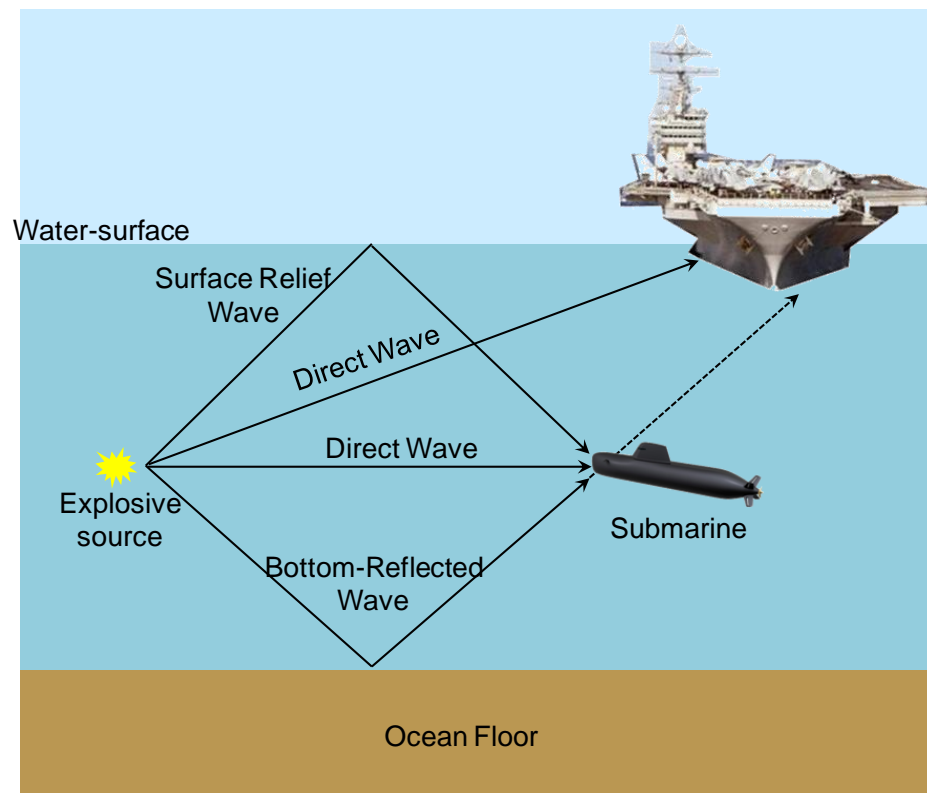 Water-surface
Surface Relief
Wave
Direct Wave
Direct Wave
Explosive
source
Submarine
Bottom-Reflected
Wave
Ocean Floor